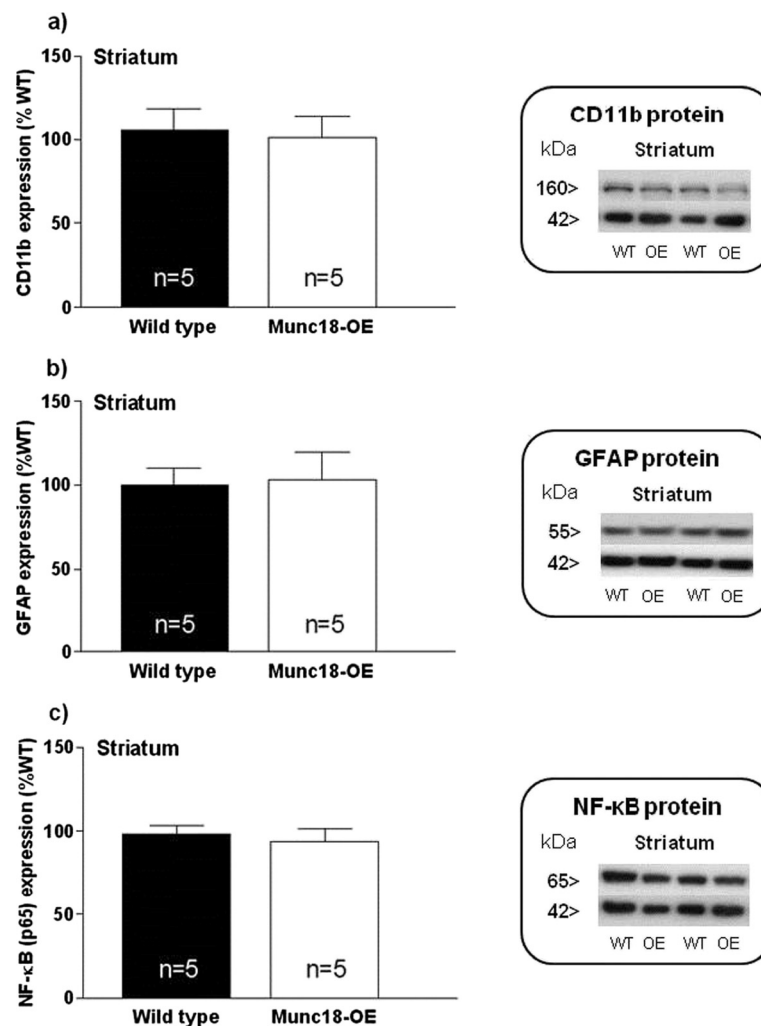 a)
150
100
50
0
CD11b expression (% WT)
Striatum
n=5
n=5
Wild type
Munc18-OE
CD11b protein
kDa
Striatum
160>
42>
WT OE WT OE
b)
150
100
50
0
GFAP expression (%WT)
Striatum
n=5
n=5
Wild type
Munc18-OE
GFAP protein
kDa
Striatum
55>
42>
WT OE WT OE
c)
150
100
50
0
NF-κB (p65) expression (%WT)
Striatum
n=5
n=5
Wild type
Munc18-OE
NF-κB protein
kDa
Striatum
65>
42>
WT OE WT OE